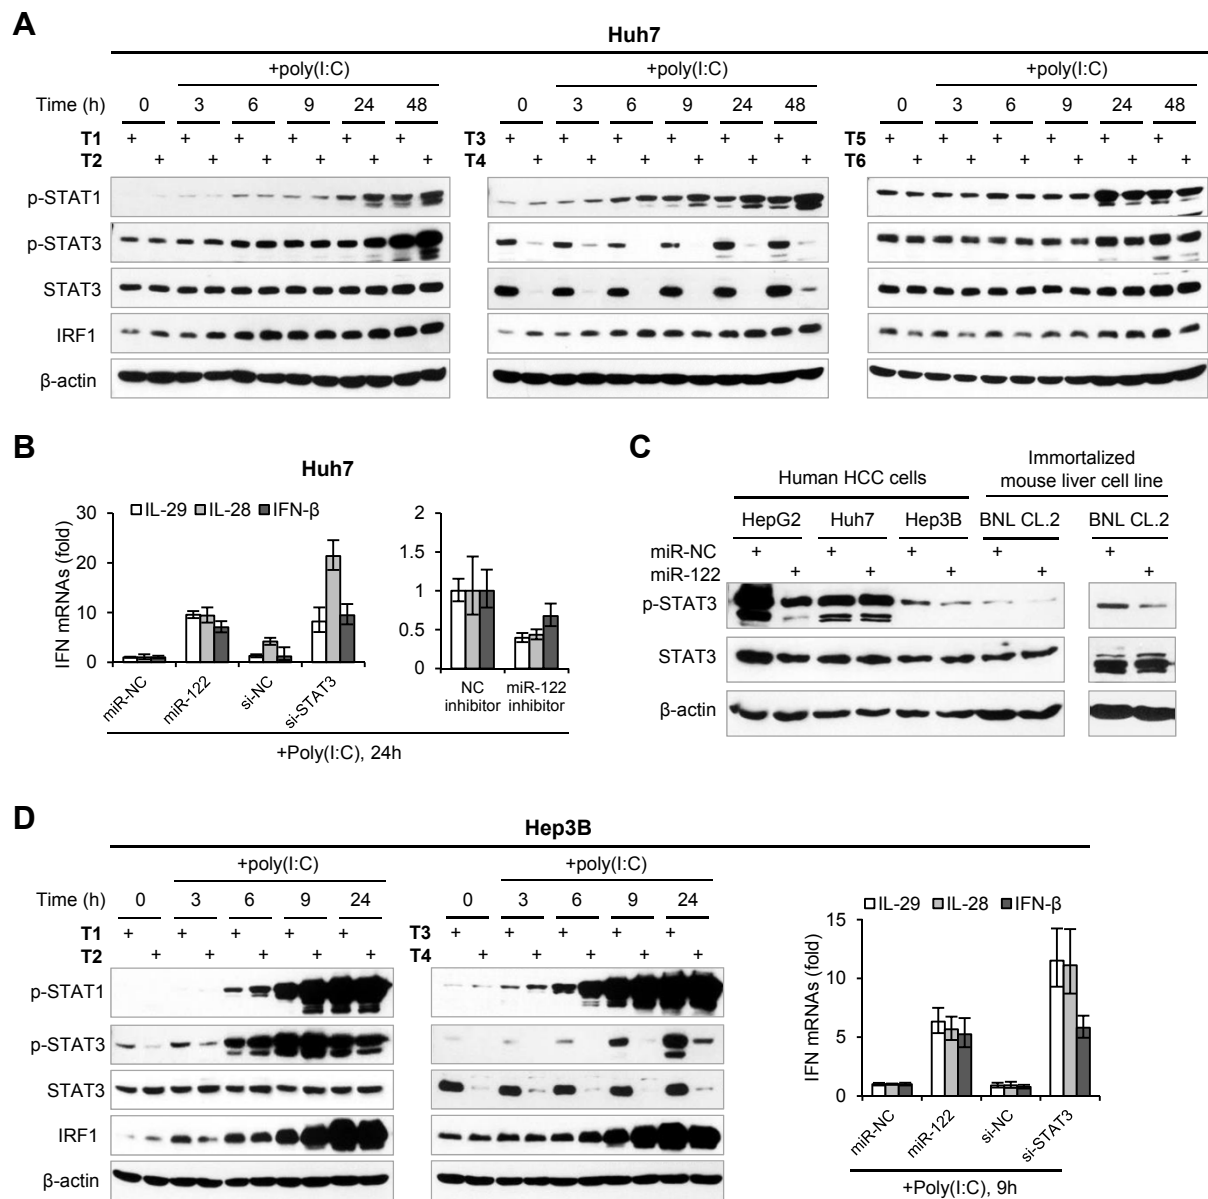 A
Huh7
+poly(I:C) +poly(I:C) +poly(I:C)
Time (h) 0 3 6 9 24 48 0 3 6 9 24 48 0 3 6 9 24 48
T1 + + + + + + T3 + + + + + + T5 + + + + + +
T2 + + + + + + T4 + + + + + + T6 + + + + + +
p-STAT1
p-STAT3
STAT3
IRF1
β-actin
B
Huh7
IL-29 IL-28 IFN-β
IFN mRNAs (fold)
30
20
10
0
miR-NC miR-122 si-NC si-STAT3
2
1.5
1
0.5
0
NC inhibitor miR-122 inhibitor
+Poly(I:C), 24h
C
Human HCC cells
Immortalized
mouse liver cell line
HepG2 Huh7 Hep3B BNL CL.2 BNL CL.2
miR-NC + + + + +
miR-122 + + + + +
p-STAT3
STAT3
β-actin
D
Hep3B
+poly(I:C) +poly(I:C)
Time (h) 0 3 6 9 24 0 3 6 9 24
T1 + + + + + T3 + + + + +
T2 + + + + + T4 + + + + +
p-STAT1
p-STAT3
STAT3
IRF1
β-actin
IL-29 IL-28 IFN-β
IFN mRNAs (fold)
15
10
5
0
miR-NC miR-122 si-NC si-STAT3
+Poly(I:C), 9h